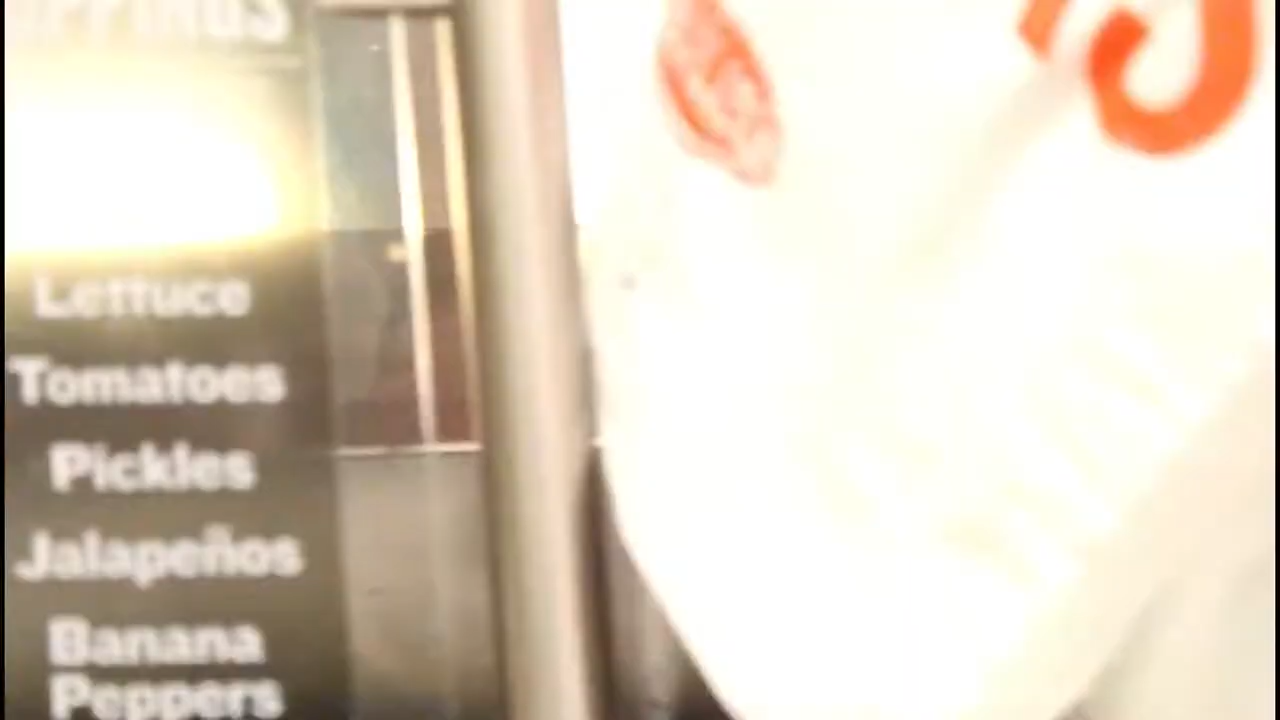 Lettuce
Tomatoes
Pickles
Jalapeños
Banana
Peppers